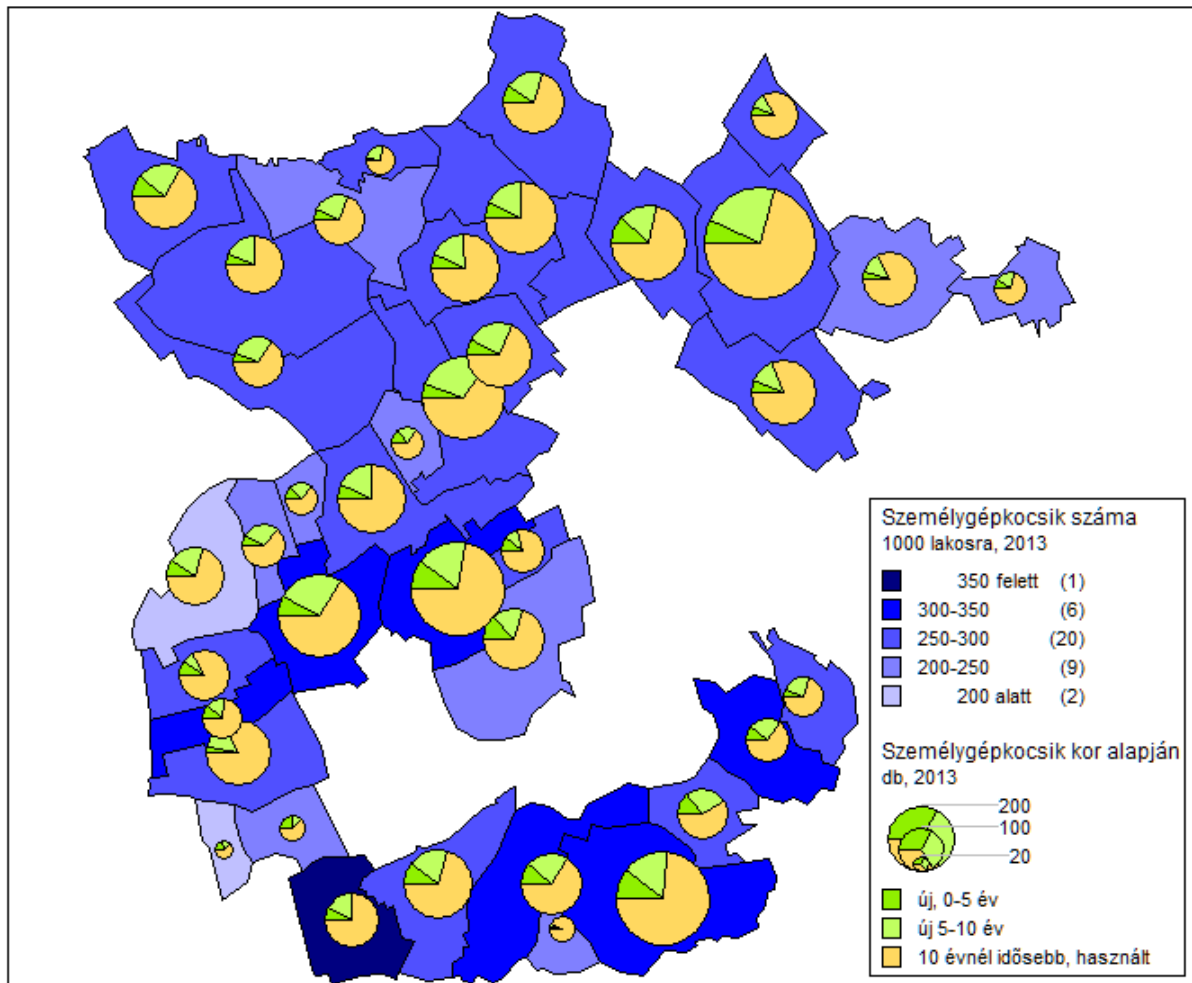 Személygépkocsik száma
1000 lakosra, 2013
350 felett (1)
300-350 (6)
250-300 (20)
200-250 (9)
200 alatt (2)
Személygépkocsik kor alapján
db, 2013
200
100
20
új, 0-5 év
új 5-10 év
10 évnél idősebb, használt